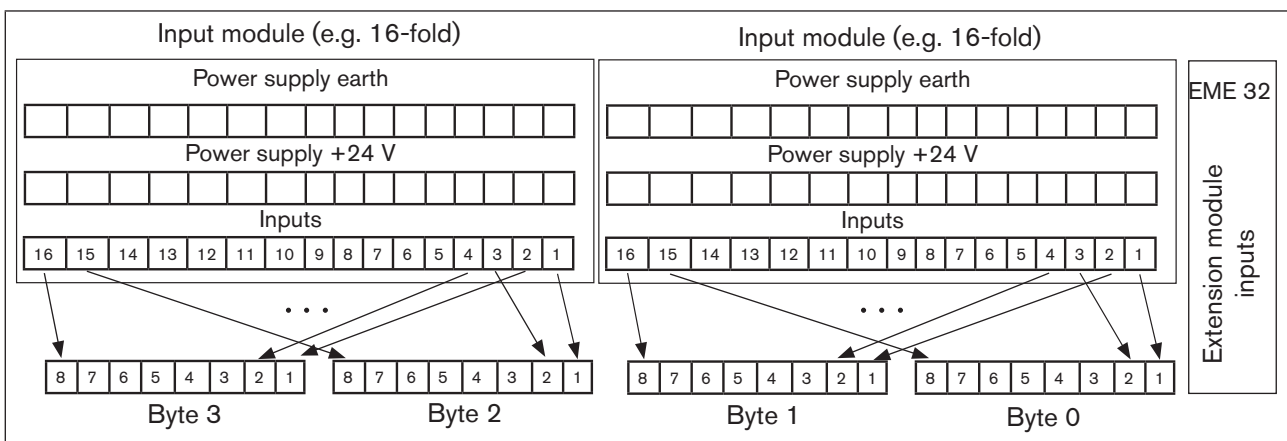 Input module (e.g. 16-fold)
Input module (e.g. 16-fold)
Power supply earth
Power supply earth
EME 32
Power supply +24 V
Power supply +24 V
Extension module
inputs
Inputs
Inputs
16 15 14 13 12 11 10 9 8 7 6 5 4 3 2 1
16 15 14 13 12 11 10 9 8 7 6 5 4 3 2 1
. . .
. . .
8 7 6 5 4 3 2 1
8 7 6 5 4 3 2 1
8 7 6 5 4 3 2 1
8 7 6 5 4 3 2 1
Byte 3
Byte 2
Byte 1
Byte 0